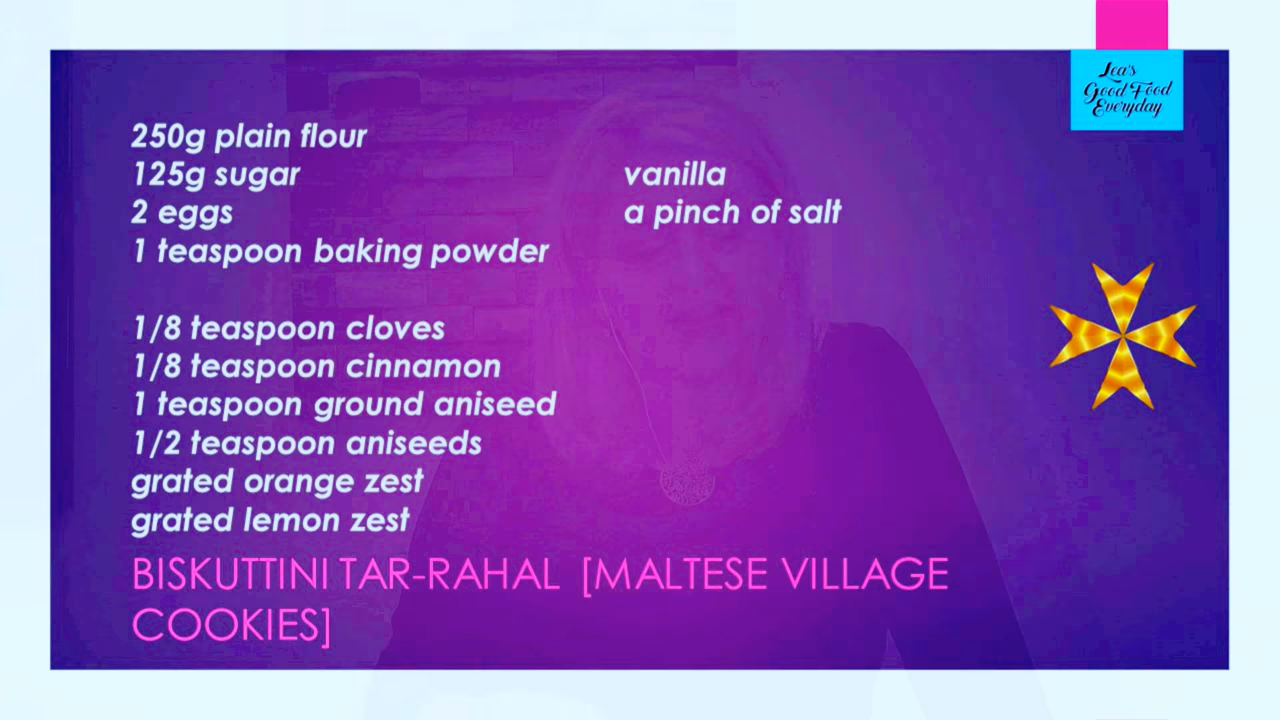 Lea's
Good Food
Everyday
250g plain flour
125g sugar
2 eggs
1 teaspoon baking powder
vanilla
a pinch of salt
1/8 teaspoon cloves
1/8 teaspoon cinnamon
1 teaspoon ground aniseed
1/2 teaspoon aniseeds
grated orange zest
grated lemon zest
BISKUTTINI TAR-RAHAL [MALTESE VILLAGE
COOKIES]